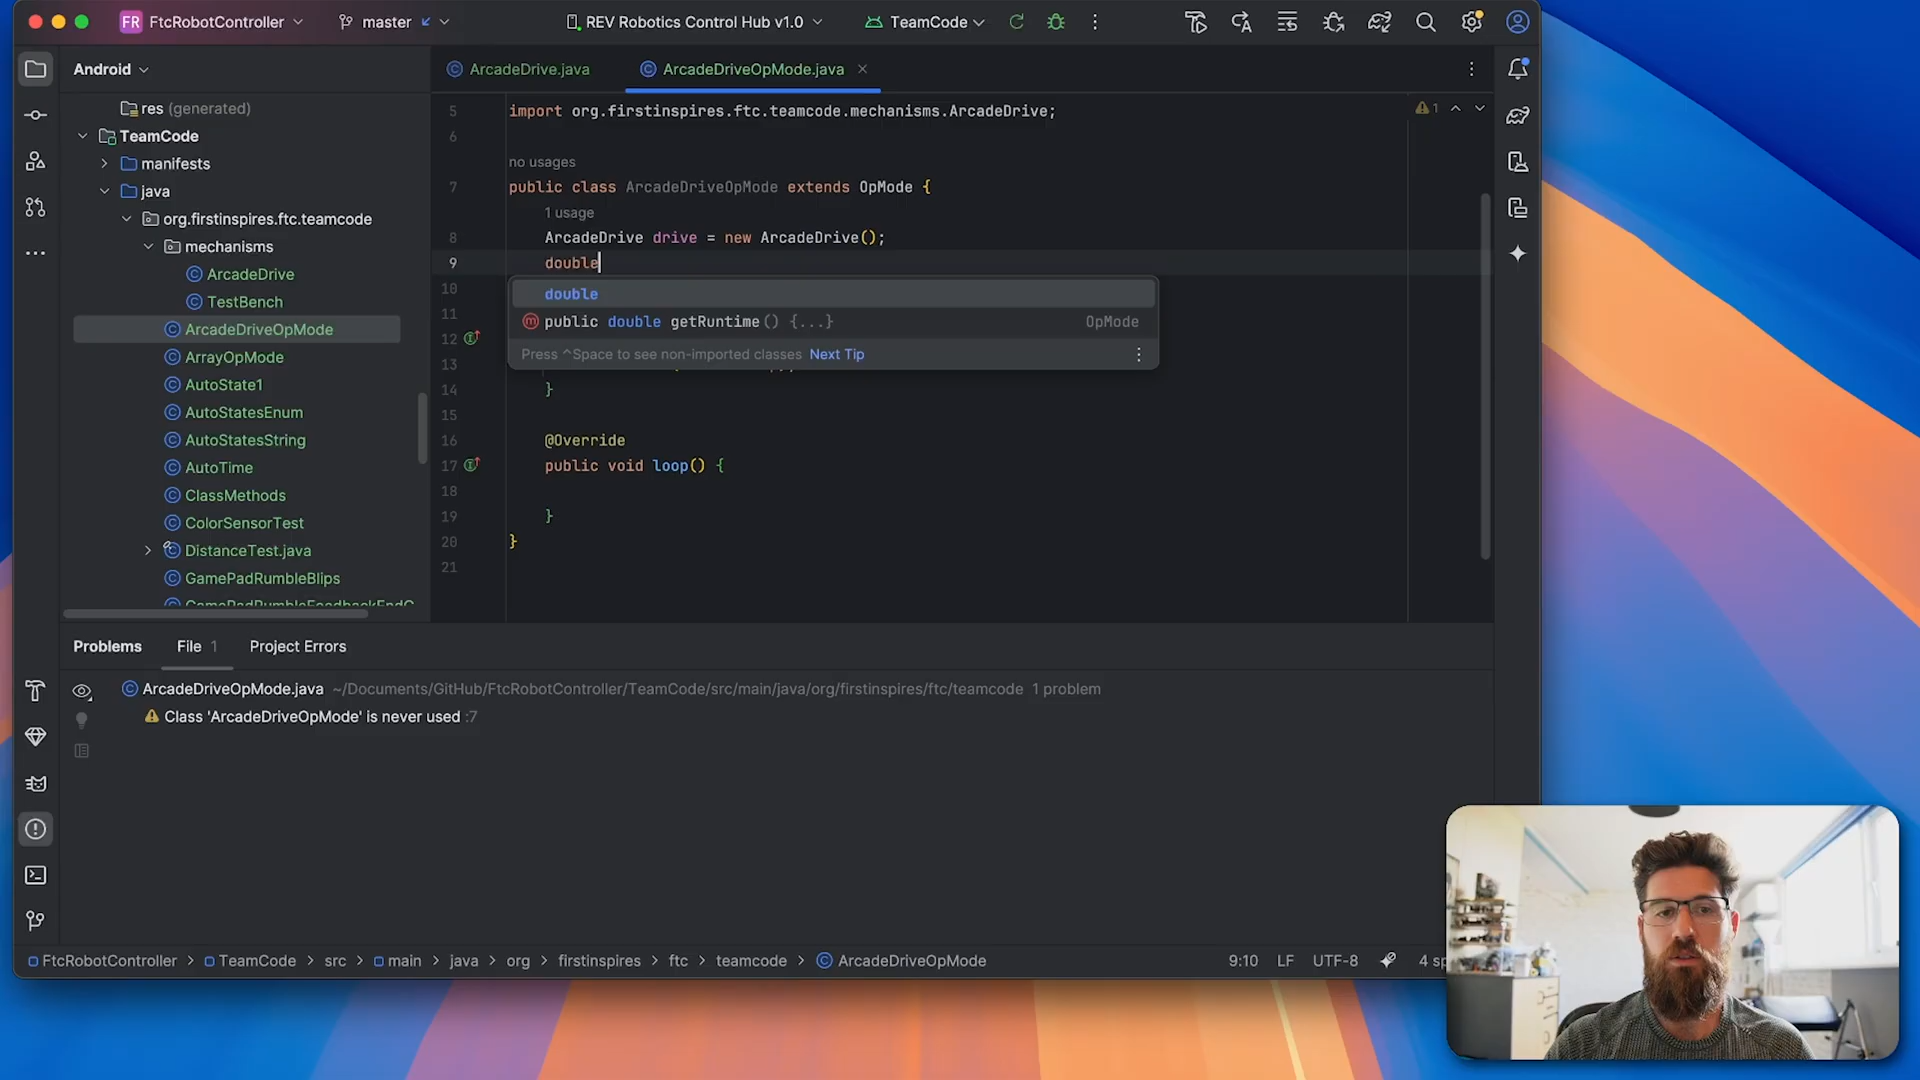 FR FtcRobotController master REV Robotics Control Hub v1.0 TeamCode
Android
ArcadeDrive.java ArcadeDriveOpMode.java
res (generated)
TeamCode
manifests
java
org.firstinspires.ftc.teamcode
mechanisms
ArcadeDrive
TestBench
ArcadeDriveOpMode
ArrayOpMode
AutoState1
AutoStatesEnum
AutoStatesString
AutoTime
ClassMethods
ColorSensorTest
DistanceTest.java
GamePadRumbleBlips
5 import org.firstinspires.ftc.teamcode.mechanisms.ArcadeDrive; 1
6
no usages
7 public class ArcadeDriveOpMode extends OpMode {
1 usage
8 ArcadeDrive drive = new ArcadeDrive();
9 double
10 double
11 public double getRuntime() {...} OpMode
12
Press ^Space to see non-imported classes Next Tip
13
14 }
15
16 @Override
17 public void loop() {
18
19 }
20 }
21
Problems File 1 Project Errors
ArcadeDriveOpMode.java ~/Documents/GitHub/FtcRobotController/TeamCode/src/main/java/org/firstinspires/ftc/teamcode 1 problem
Class 'ArcadeDriveOpMode' is never used :7
FtcRobotController > TeamCode > src > main > java > org > firstinspires > ftc > teamcode > ArcadeDriveOpMode 9:10 LF UTF-8 4